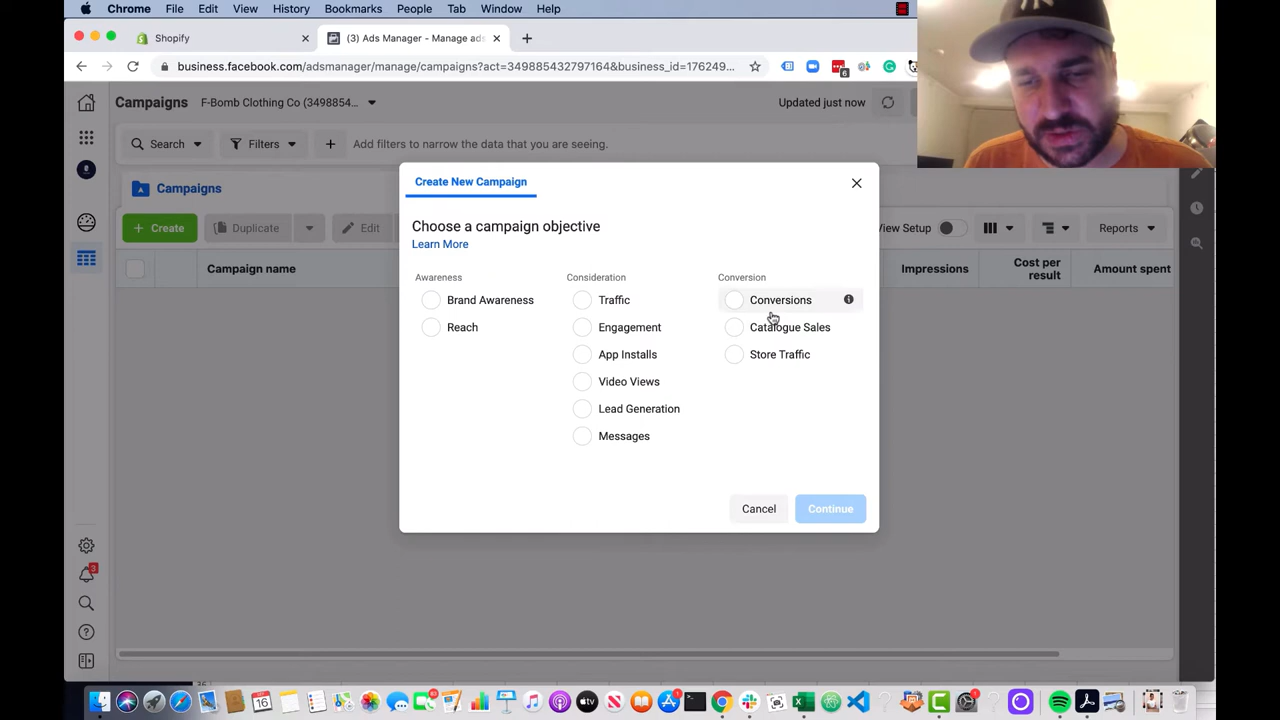 Chrome File Edit View History Bookmarks People Tab Window Help
Shopify
(3) Ads Manager - Manage ads
business.facebook.com/adsmanager/manage/campaigns?act=349885432797164&business_id=176249...
6
Campaigns
F-Bomb Clothing Co (3498854...
Updated just now
Search
Filters
Add filters to narrow the data that you are seeing.
Campaigns
Create
Duplicate
Edit
View Setup
Reports
Campaign name
Impressions
Cost per
result
Amount spent
Create New Campaign
Choose a campaign objective
Learn More
Awareness
Brand Awareness
Reach
Consideration
Traffic
Engagement
App Installs
Video Views
Lead Generation
Messages
Conversion
Conversions
Catalogue Sales
Store Traffic
Cancel
Continue
3
16